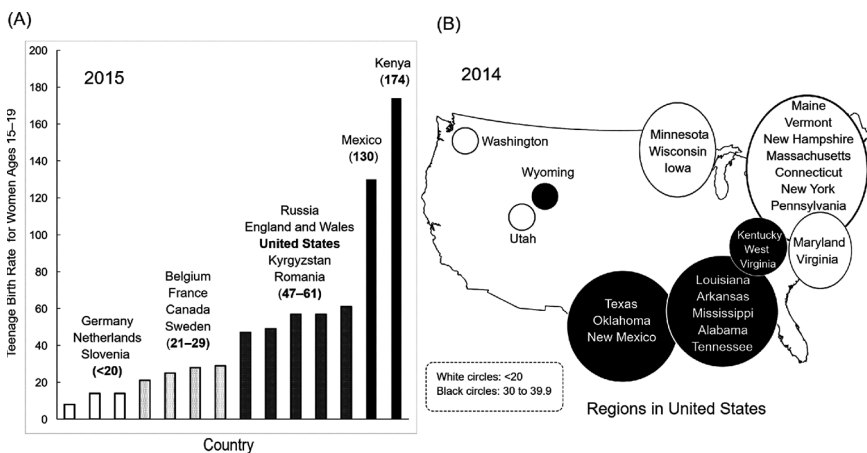 (A)
2015
Teenage Birth Rate for Women Ages 15–19
200
180
160
140
120
100
80
60
40
20
0
Germany
Netherlands
Slovenia
(<20)
Belgium
France
Canada
Sweden
(21–29)
Russia
England and Wales
United States
Kyrgyzstan
Romania
(47–61)
Mexico
(130)
Kenya
(174)
Country
(B)
2014
Washington
Wyoming
Utah
Minnesota
Wisconsin
Iowa
Maine
Vermont
New Hampshire
Massachusetts
Connecticut
New York
Pennsylvania
Kentucky
West
Virginia
Maryland
Virginia
Texas
Oklahoma
New Mexico
Louisiana
Arkansas
Mississippi
Alabama
Tennessee
White circles: <20
Black circles: 30 to 39.9
Regions in United States